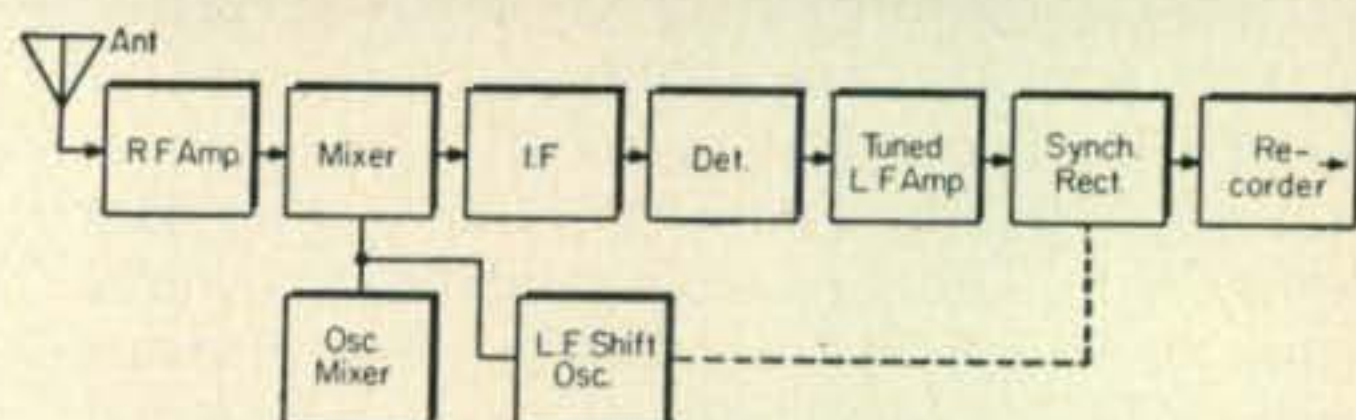 Ant
R F Amp
Mixer
I.F
Det.
Tuned
L F Amp
Synch.
Rect.
Re-
corder
Osc
Mixer
L.F Shift
Osc.